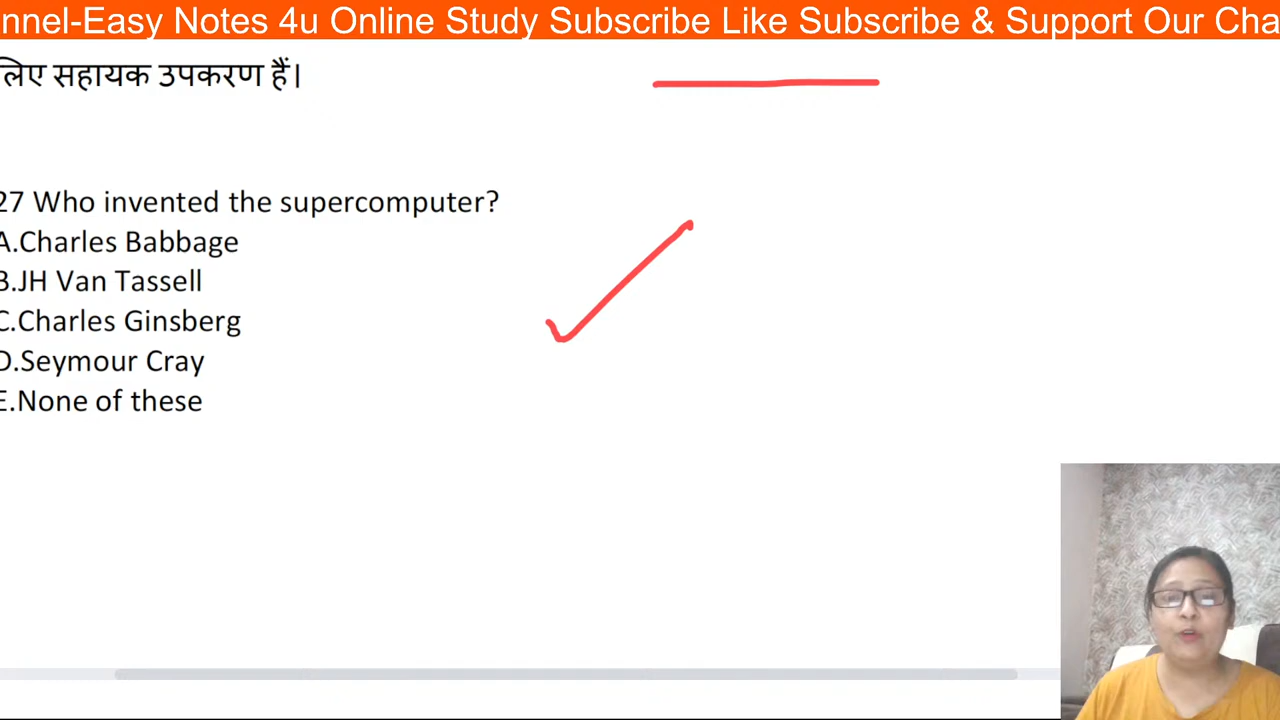 nnel-Easy Notes 4u Online Study Subscribe Like Subscribe & Support Our Cha
लिए सहायक उपकरण हैं।
27 Who invented the supercomputer?
A.Charles Babbage
B.JH Van Tassell
C.Charles Ginsberg
D.Seymour Cray
E.None of these